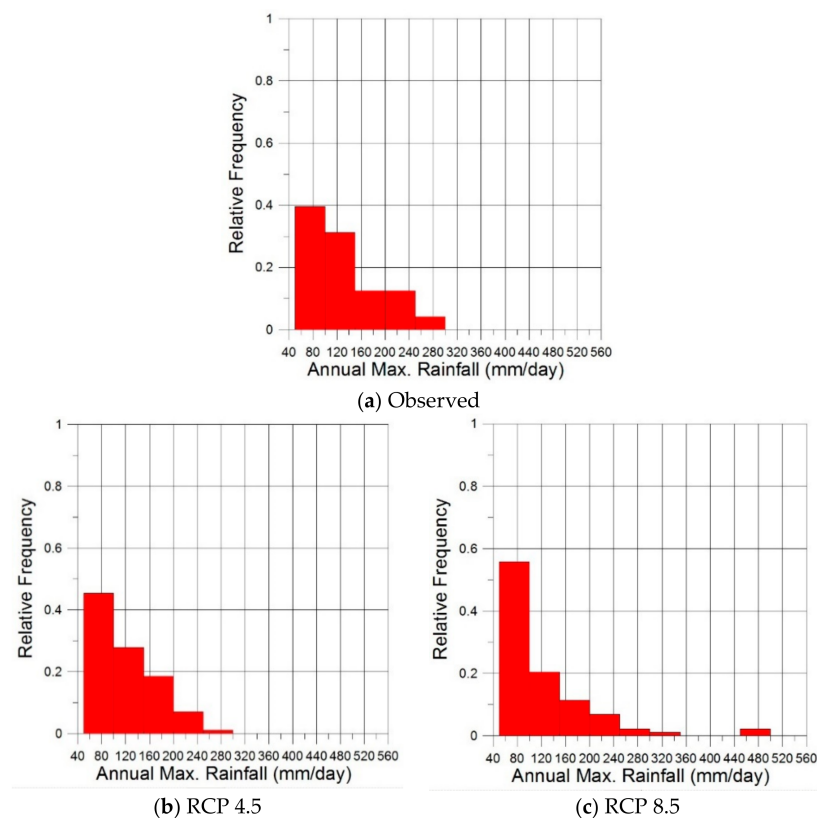 1
0.8
0.6
0.4
0.2
0
Relative Frequency
40 80 120 160 200 240 280 320 360 400 440 480 520 560
Annual Max. Rainfall (mm/day)
(a) Observed
1
0.8
0.6
0.4
0.2
0
Relative Frequency
40 80 120 160 200 240 280 320 360 400 440 480 520 560
Annual Max. Rainfall (mm/day)
(b) RCP 4.5
1
0.8
0.6
0.4
0.2
0
Relative Frequency
40 80 120 160 200 240 280 320 360 400 440 480 520 560
Annual Max. Rainfall (mm/day)
(c) RCP 8.5